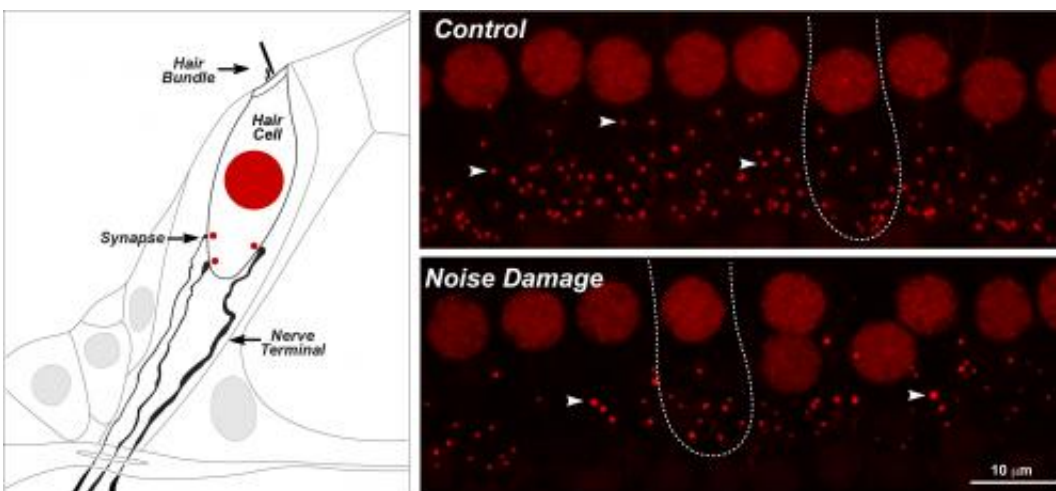 Hair
Bundle
Hair
Cell
Synapse
Nerve
Terminal
Control
Noise Damage
10 μm